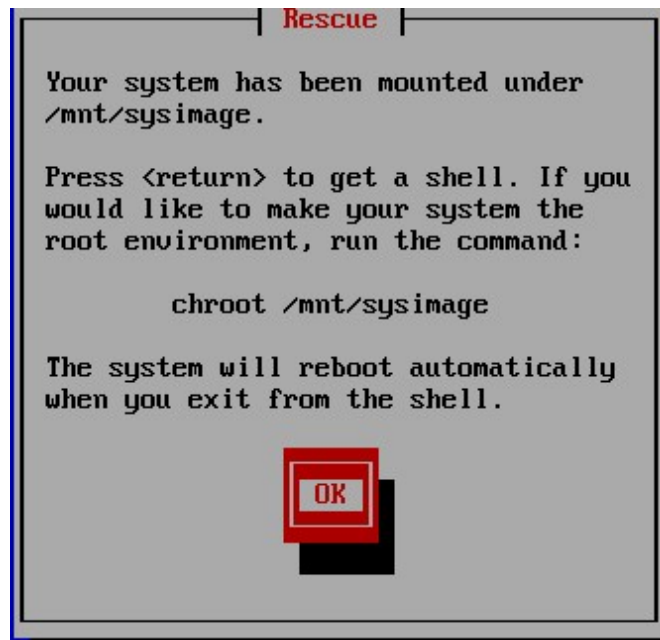 Rescue
Your system has been mounted under
/mnt/sysimage.
Press <return> to get a shell. If you
would like to make your system the
root environment, run the command:
chroot /mnt/sysimage
The system will reboot automatically
when you exit from the shell.
OK